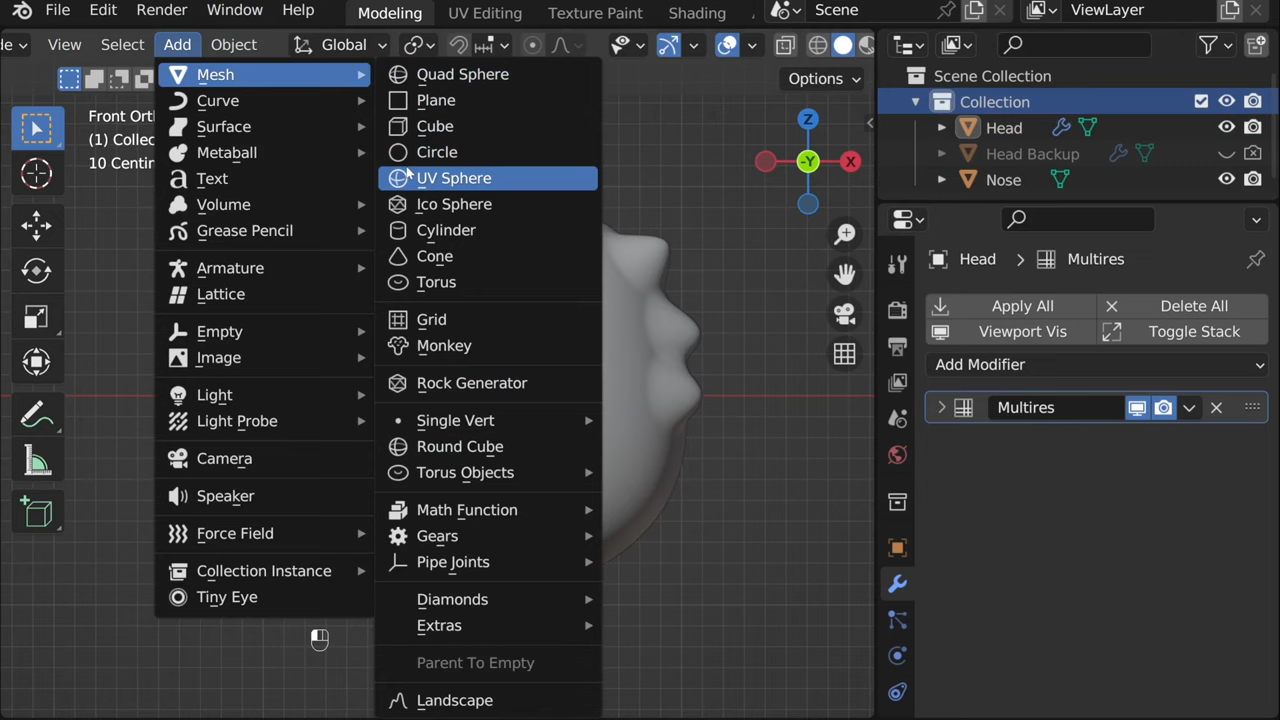 File Edit Render Window Help Modeling UV Editing Texture Paint Shading Scene ViewLayer
de View Select Add Object Global
Options
Front Ort
(1) Collec
10 Centim
Mesh
Curve
Surface
Metaball
Text
Volume
Grease Pencil
Armature
Lattice
Empty
Image
Light
Light Probe
Camera
Speaker
Force Field
Collection Instance
Tiny Eye
Quad Sphere
Plane
Cube
Circle
UV Sphere
Ico Sphere
Cylinder
Cone
Torus
Grid
Monkey
Rock Generator
Single Vert
Round Cube
Torus Objects
Math Function
Gears
Pipe Joints
Diamonds
Extras
Parent To Empty
Landscape
Z
-Y
X
Scene Collection
Collection
Head
Head Backup
Nose
Head > Multires
Apply All Delete All
Viewport Vis Toggle Stack
Add Modifier
Multires